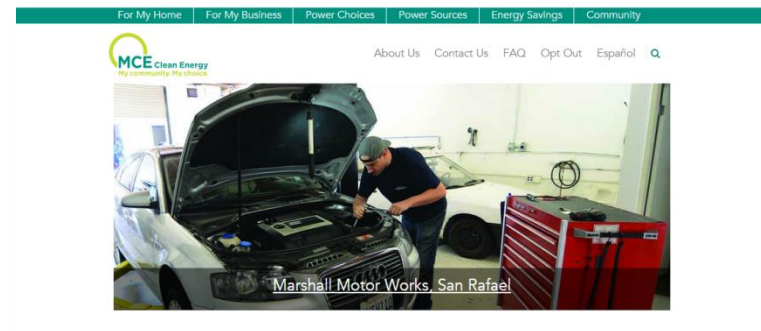 For My Home For My Business Power Choices Power Sources Energy Savings Community
MCE Clean Energy
My community. My choice.
About Us Contact Us FAQ Opt Out Español
Marshall Motor Works, San Rafael